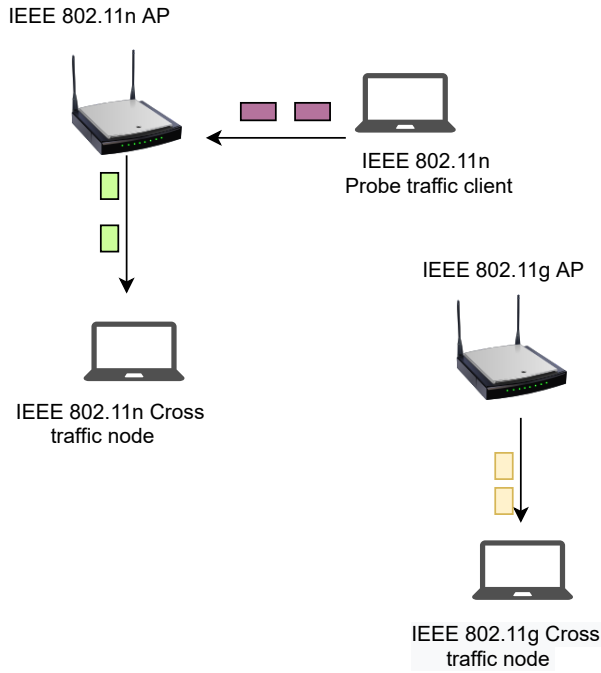 IEEE 802.11n AP
IEEE 802.11n
Probe traffic client
IEEE 802.11g AP
IEEE 802.11n Cross
traffic node
IEEE 802.11g Cross
traffic node